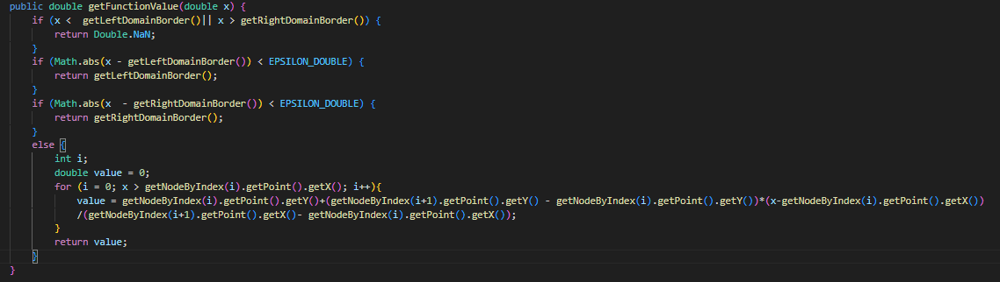 public double getFunctionValue(double x) {
    if (x <  getLeftDomainBorder()|| x > getRightDomainBorder()) {
        return Double.NaN;
    }
    if (Math.abs(x - getLeftDomainBorder()) < EPSILON_DOUBLE) {
        return getLeftDomainBorder();
    }
    if (Math.abs(x  - getRightDomainBorder()) < EPSILON_DOUBLE) {
        return getRightDomainBorder();
    }
    else {
        int i;
        double value = 0;
        for (i = 0; x > getNodeByIndex(i).getPoint().getX(); i++){
            value = getNodeByIndex(i).getPoint().getY()+(getNodeByIndex(i+1).getPoint().getY() - getNodeByIndex(i).getPoint().getY())*(x-getNodeByIndex(i).getPoint().getX())
            /(getNodeByIndex(i+1).getPoint().getX()- getNodeByIndex(i).getPoint().getX());
        }
        return value;
    }
}